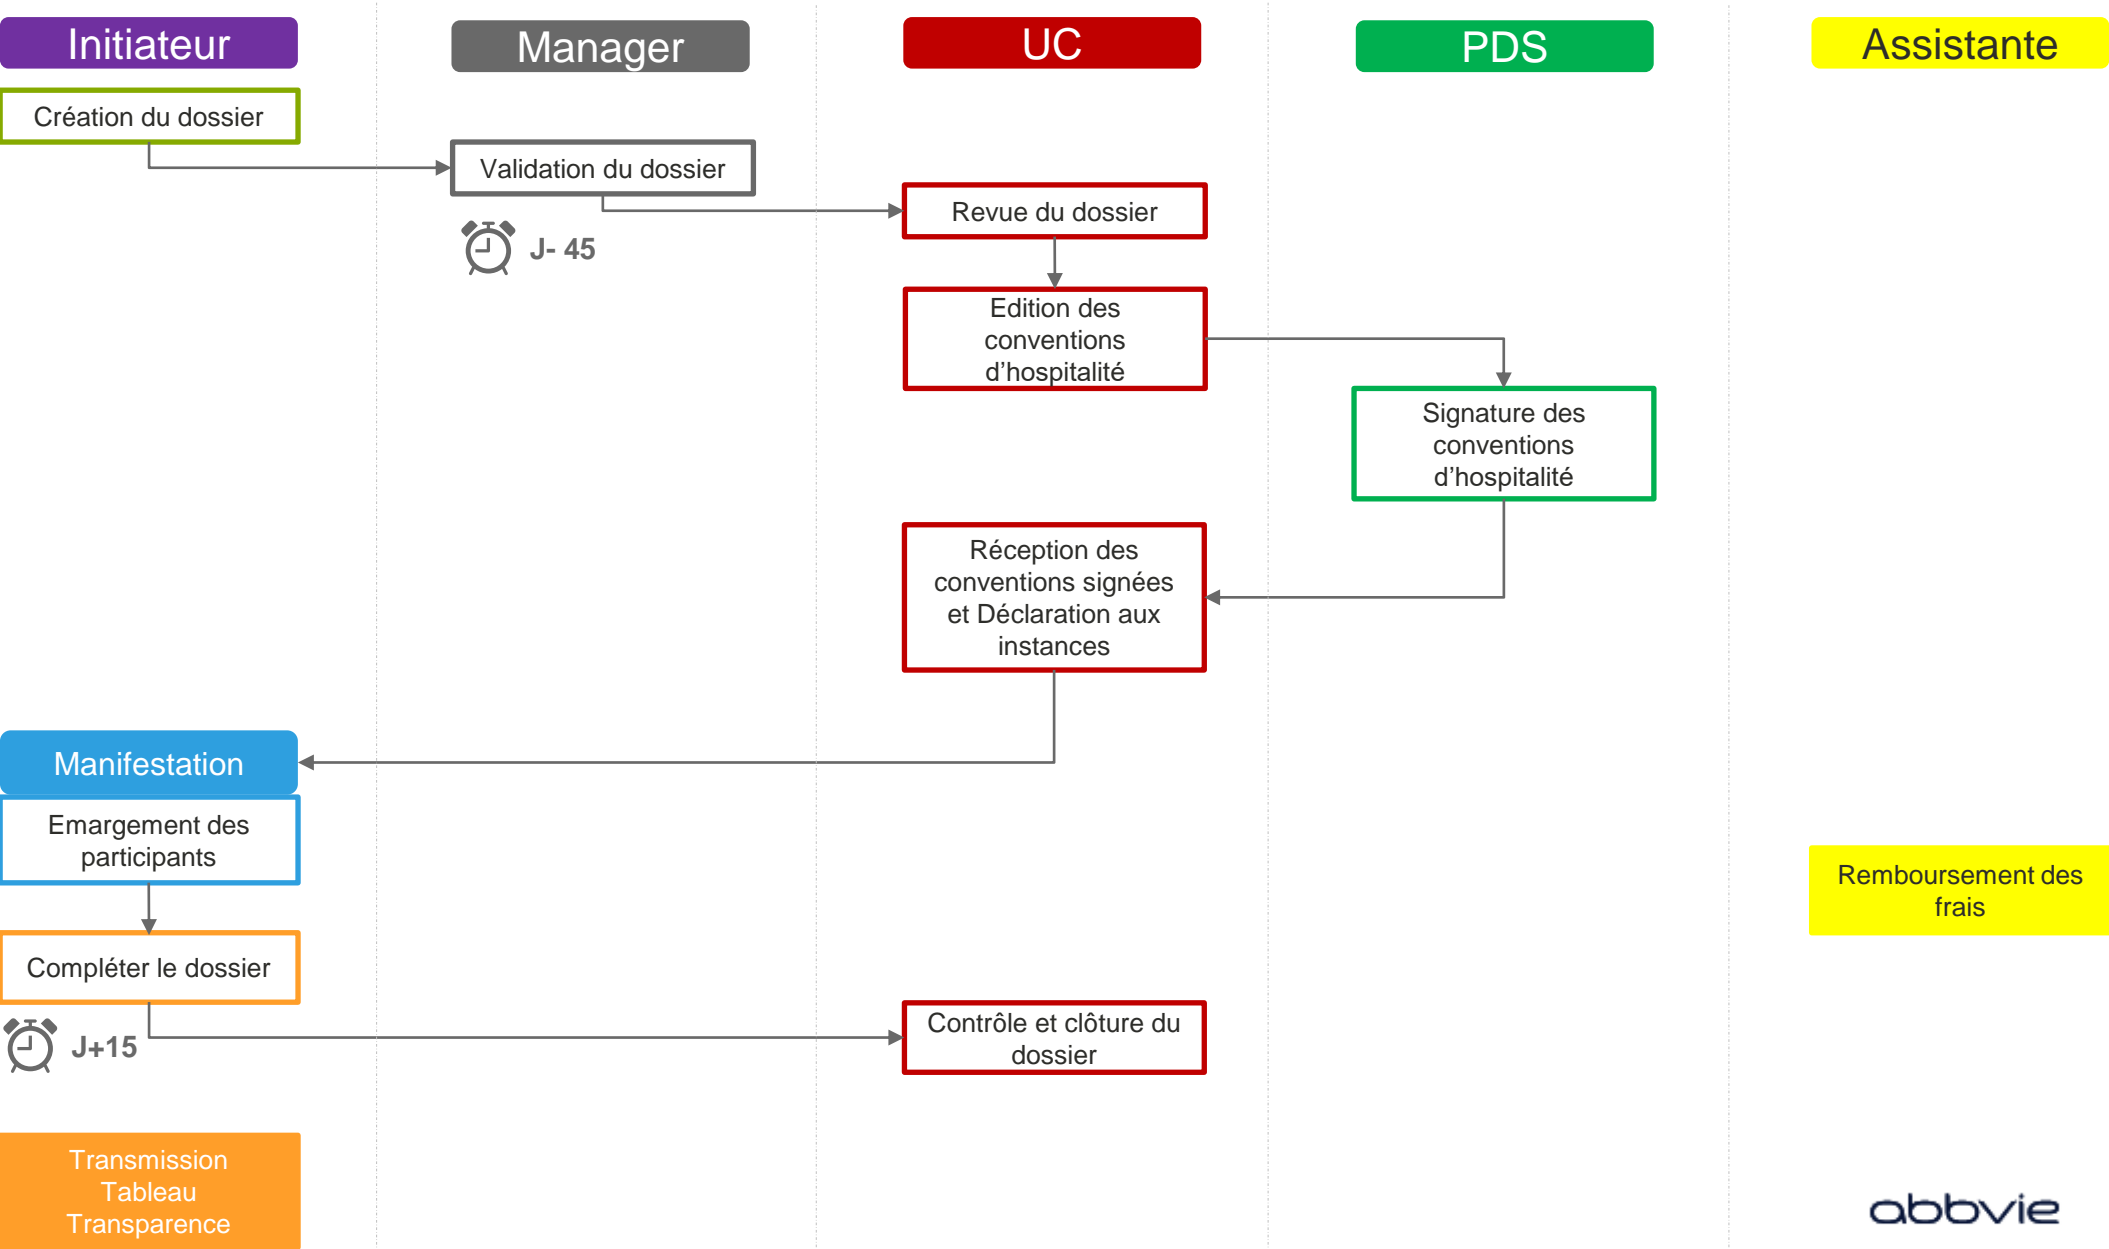 Initiateur
Manager
UC
PDS
Assistante
Création du dossier
Validation du dossier
J- 45
Revue du dossier
Edition des
conventions
d’hospitalité
Signature des
conventions
d’hospitalité
Réception des
conventions signées
et Déclaration aux
instances
Manifestation
Emargement des
participants
Remboursement des
frais
Compléter le dossier
J+15
Contrôle et clôture du
dossier
Transmission
Tableau
Transparence
abbvie